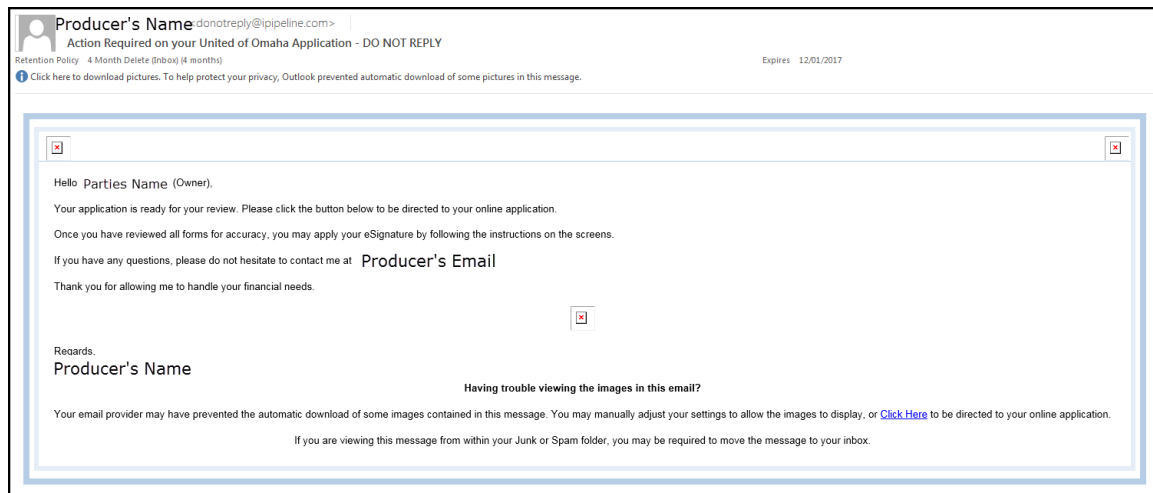 Producer's Name <donotreply@ipipeline.com>
Action Required on your United of Omaha Application - DO NOT REPLY
Retention Policy 4 Month Delete (Inbox) (4 months) Expires 12/01/2017
Click here to download pictures. To help protect your privacy, Outlook prevented automatic download of some pictures in this message.
Hello Parties Name (Owner),
Your application is ready for your review. Please click the button below to be directed to your online application.
Once you have reviewed all forms for accuracy, you may apply your eSignature by following the instructions on the screens.
If you have any questions, please do not hesitate to contact me at Producer's Email
Thank you for allowing me to handle your financial needs.
Regards,
Producer's Name
Having trouble viewing the images in this email?
Your email provider may have prevented the automatic download of some images contained in this message. You may manually adjust your settings to allow the images to display, or Click Here to be directed to your online application.
If you are viewing this message from within your Junk or Spam folder, you may be required to move the message to your inbox.